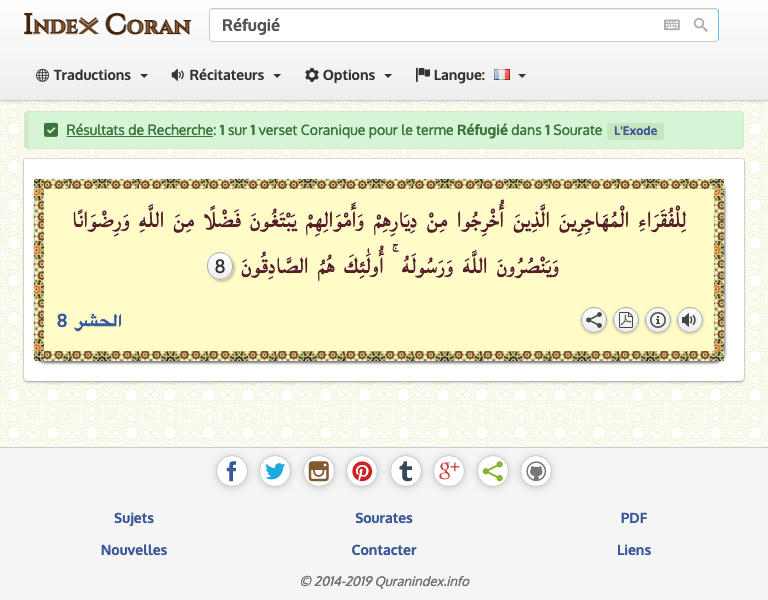 INDEX CORAN
Réfugié
Traductions
Récitateurs
Options
Langue:
Résultats de Recherche: 1 sur 1 verset Coranique pour le terme Réfugié dans 1 Sourate L'Exode
لِلْفُقَرَاءِ الْمُهَاجِرِينَ الَّذِينَ أُخْرِجُوا مِنْ دِيَارِهِمْ وَأَمْوَالِهِمْ يَبْتَغُونَ فَضْلًا مِنَ اللَّهِ وَرِضْوَانًا
وَيَنْصُرُونَ اللَّهَ وَرَسُولَهُ ۚ أُولَٰئِكَ هُمُ الصَّادِقُونَ 8
الحشر 8
Sujets
Sourates
PDF
Nouvelles
Contacter
Liens
© 2014-2019 Quranindex.info